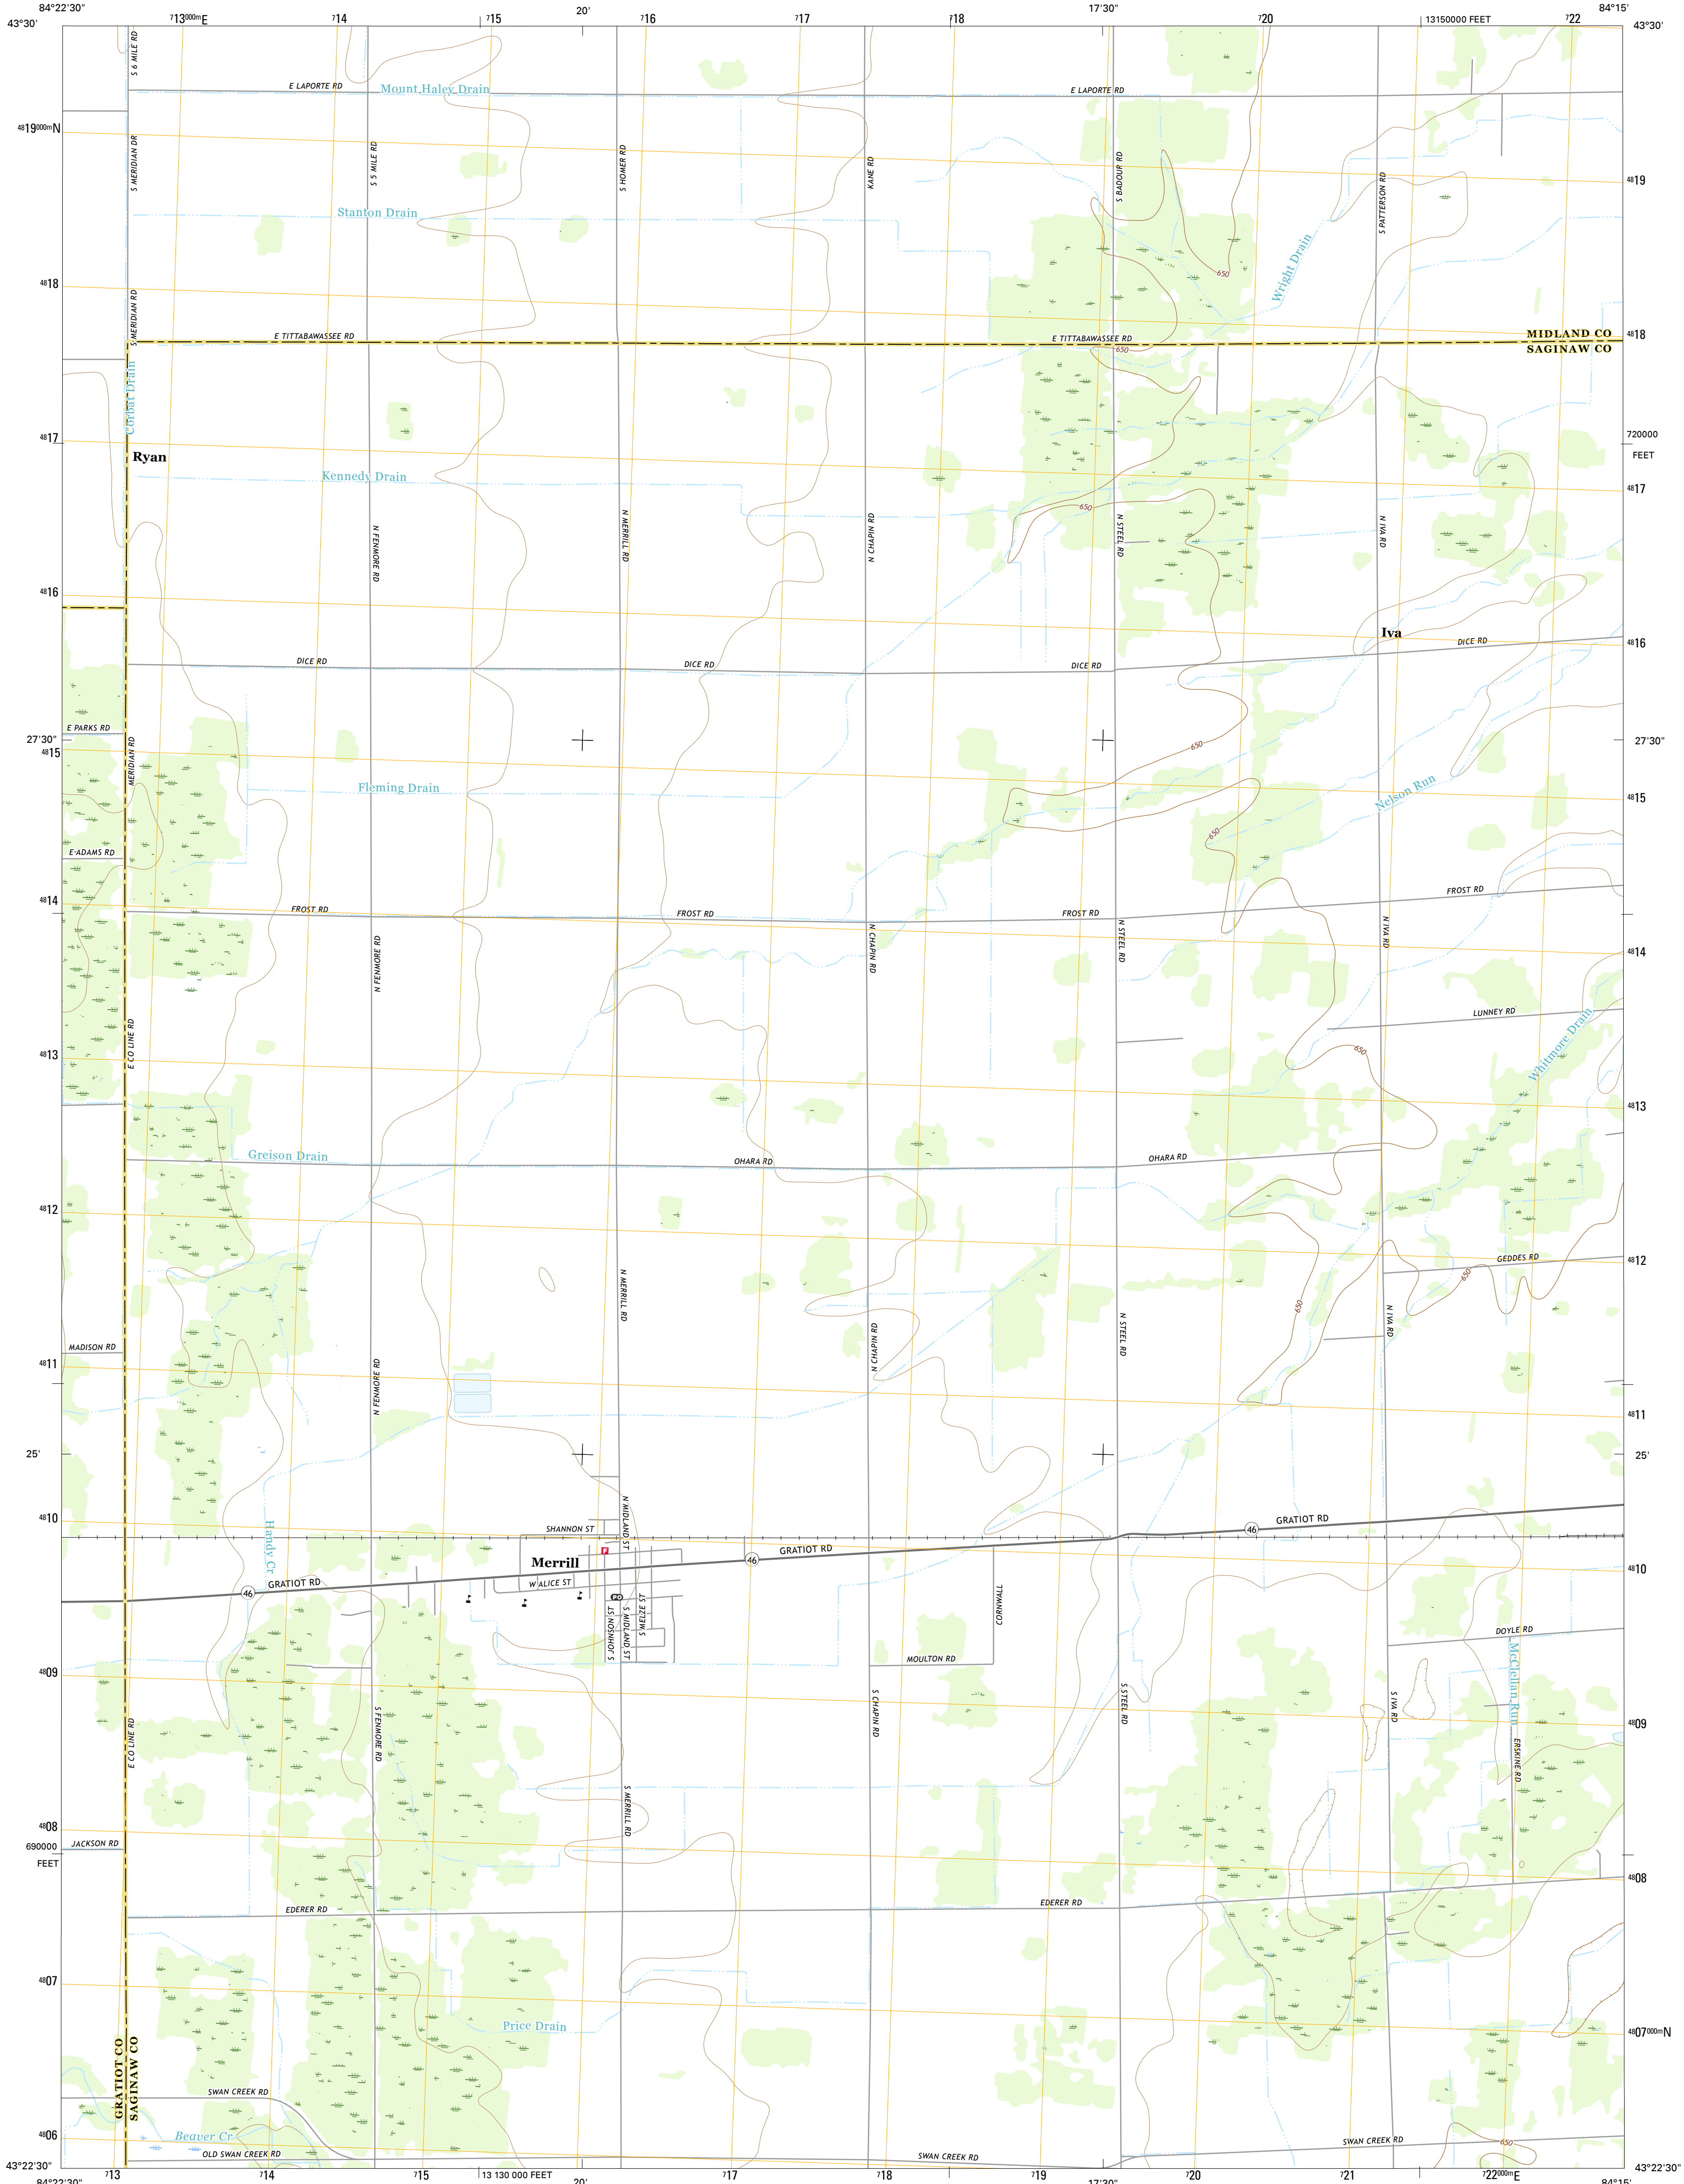 84°22'30"
713000mE
714
715
20'
716
717
718
17'30"
720
13150000 FEET
722
84°15'
43°30'
43°30'
S 6 MILE RD
E LAPORTE RD
Mount Haley Drain
E LAPORTE RD
4819000mN
S MERIDIAN DR
S 5 MILE RD
S HOMER RD
KANE RD
S BADOUR RD
S PATTERSON RD
4819
Stanton Drain
Wright Drain
650
4818
S MERIDIAN RD
E TITTABAWASSEE RD
E TITTABAWASSEE RD
650
MIDLAND CO
SAGINAW CO
4818
Corbat Drain
4817
Ryan
720000
FEET
Kennedy Drain
4817
650
N FENMORE RD
N MERRILL RD
N CHAPIN RD
N STEEL RD
N IVA RD
4816
Iva
DICE RD
DICE RD
DICE RD
DICE RD
4816
E PARKS RD
27'30"
4815
MERIDIAN RD
650
27'30"
Fleming Drain
Nelson Run
4815
650
E ADAMS RD
4814
FROST RD
FROST RD
FROST RD
FROST RD
N FENMORE RD
N CHAPIN RD
N STEEL RD
N IVA RD
4814
LUNNEY RD
Whitmore Drain
4813
E CO LINE RD
650
4813
Greison Drain
OHARA RD
OHARA RD
4812
GEDDES RD
4812
650
650
N MERRILL RD
N CHAPIN RD
N STEEL RD
N IVA RD
MADISON RD
4811
N FENMORE RD
4811
25'
25'
4810
Handy Cr
SHANNON ST
N MIDLAND ST
F
Merrill
46
GRATIOT RD
46
GRATIOT RD
46
GRATIOT RD
W ALICE ST
PO
4810
S JOHNSON ST
S MIDLAND ST
S MELZE ST
CORNWALL
DOYLE RD
4809
MOULTON RD
McClellan Run
E CO LINE RD
S FENMORE RD
S CHAPIN RD
S STEEL RD
S IVA RD
4809
ERSKINE RD
S MERRILL RD
4808
690000
FEET
JACKSON RD
4808
EDERER RD
EDERER RD
4807
Price Drain
4807000mN
GRATIOT CO
SAGINAW CO
SWAN CREEK RD
4806
Beaver Cr
OLD SWAN CREEK RD
SWAN CREEK RD
SWAN CREEK RD
650
43°22'30"
43°22'30"
84°22'30"
713
714
715
13 130 000 FEET
20'
717
718
719
17'30"
720
721
722000mE
84°15'